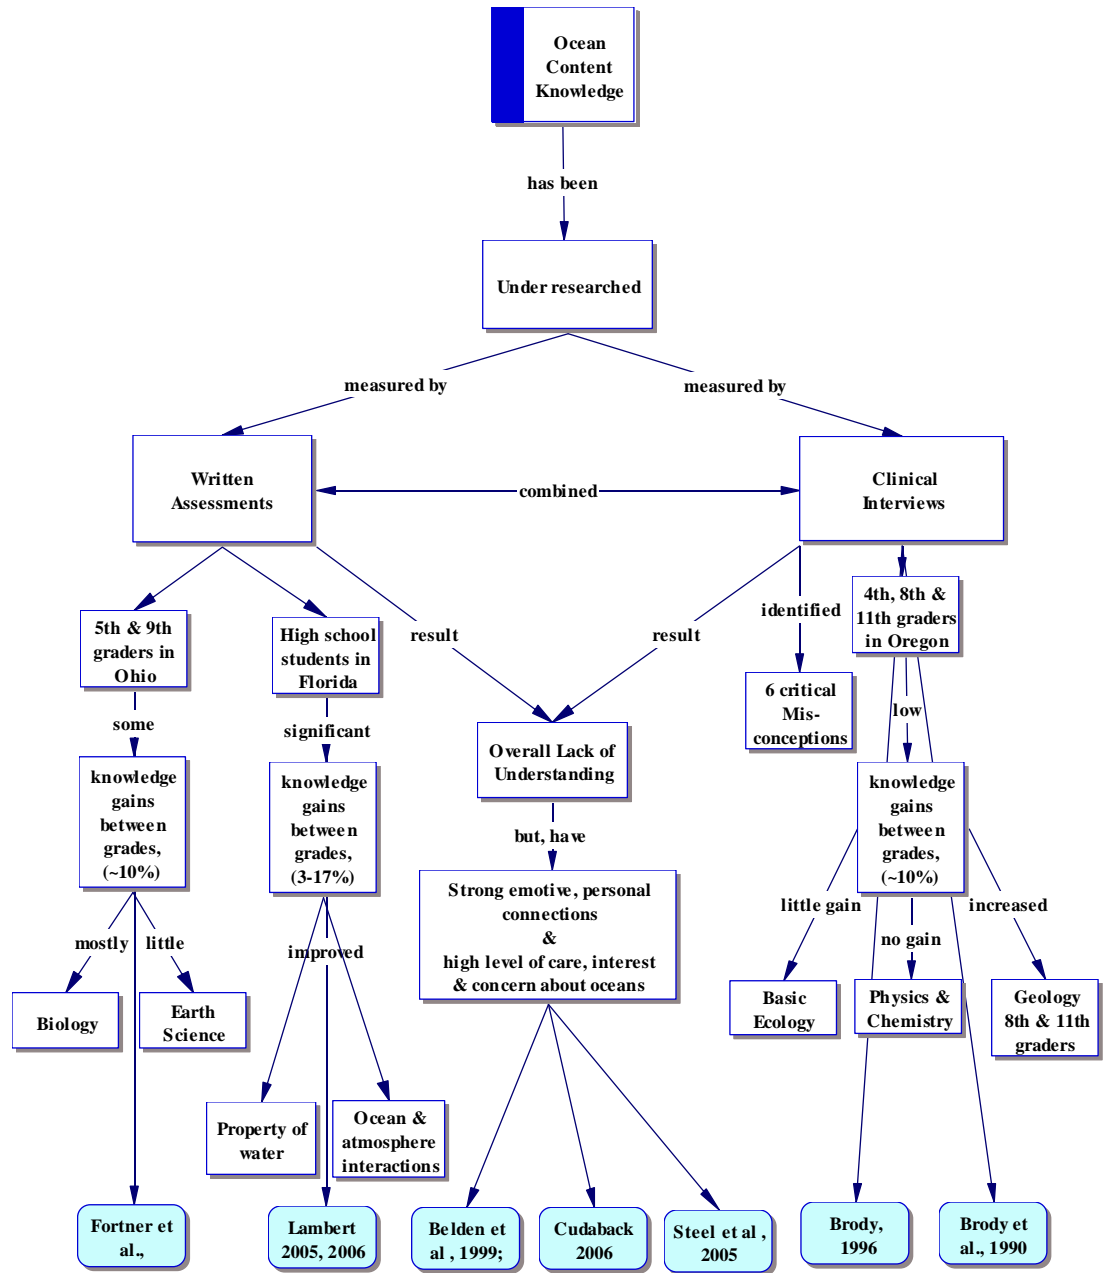 Ocean
Content
Knowledge
has been
Under researched
measured by
measured by
Written
Assessments
combined
Clinical
Interviews
5th & 9th
graders in
Ohio
High school
students in
Florida
result
result
identified
4th, 8th &
11th graders
in Oregon
some
significant
6 critical
Mis-
conceptions
low
knowledge
gains
between
grades,
(~10%)
knowledge
gains
between
grades,
(3-17%)
Overall Lack of
Understanding
but, have
knowledge
gains
between
grades,
(~10%)
Strong emotive, personal
connections
&
high level of care, interest
& concern about oceans
mostly
little
improved
little gain
no gain
increased
Biology
Earth
Science
Basic
Ecology
Physics &
Chemistry
Geology
8th & 11th
graders
Property of
water
Ocean &
atmosphere
interactions
Fortner et
al.,
Lambert
2005, 2006
Belden et
al , 1999;
Cudaback
2006
Steel et al ,
2005
Brody,
1996
Brody et
al., 1990